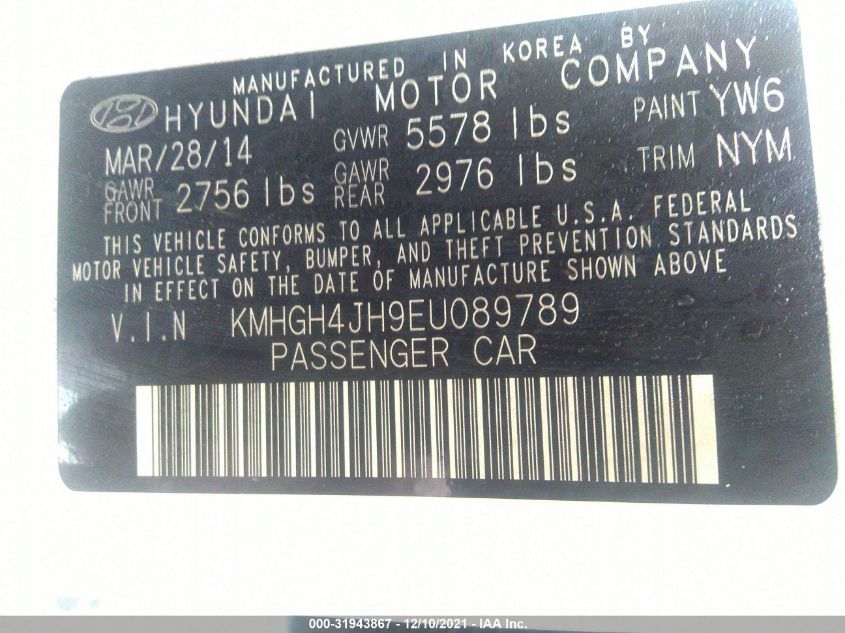 MANUFACTURED IN KOREA BY
HYUNDAI MOTOR COMPANY
MAR/28/14 GVWR 5578 lbs PAINT YW6
GAWR FRONT 2756 lbs GAWR REAR 2976 lbs TRIM NYM
THIS VEHICLE CONFORMS TO ALL APPLICABLE U.S.A. FEDERAL
MOTOR VEHICLE SAFETY, BUMPER, AND THEFT PREVENTION STANDARDS
IN EFFECT ON THE DATE OF MANUFACTURE SHOWN ABOVE
V.I.N KMHGH4JH9EU089789
PASSENGER CAR
000-31943867 - 12/10/2021 - IAA Inc.